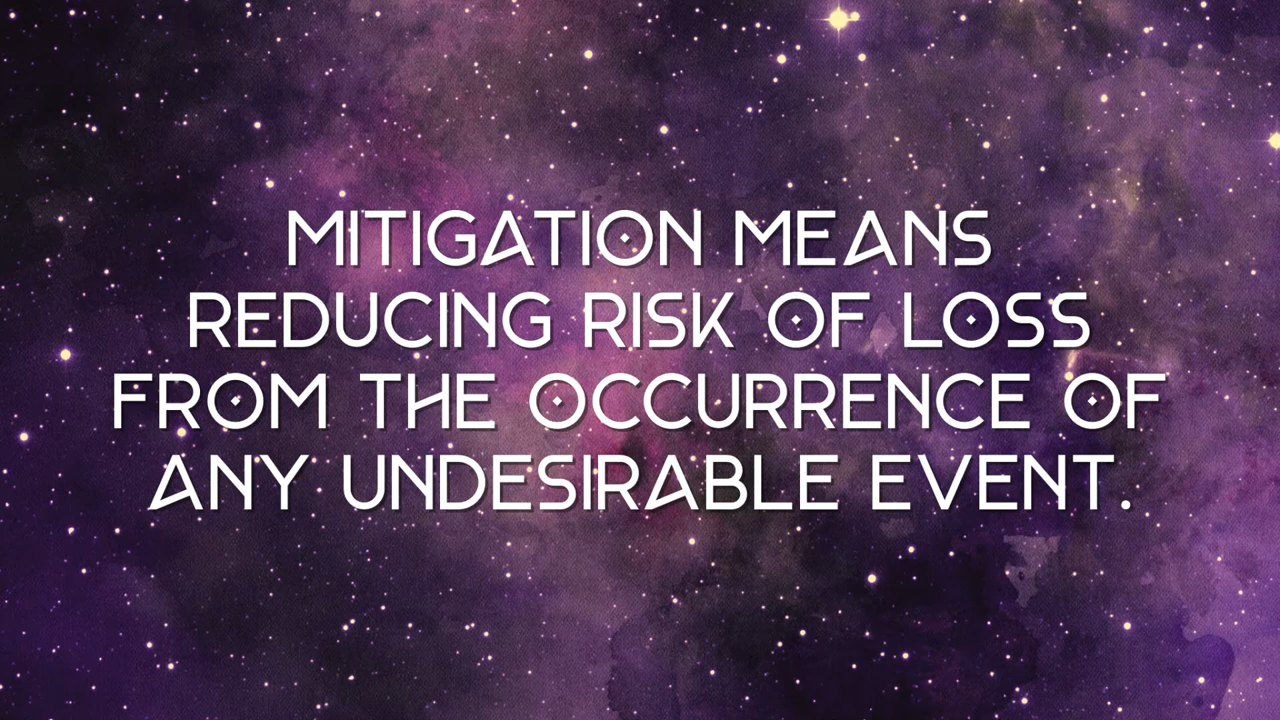 MITIGATION MEANS
REDUCING RISK OF LOSS
FROM THE OCCURRENCE OF
ANY UNDESIRABLE EVENT.